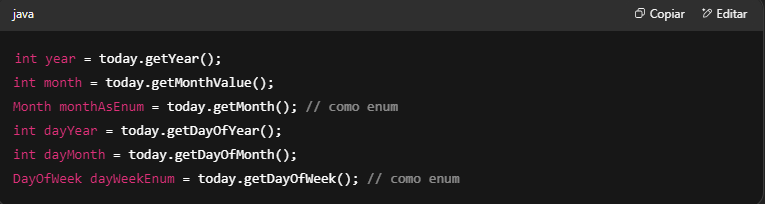 java
Copiar
Editar
int year = today.getYear();
int month = today.getMonthValue();
Month monthAsEnum = today.getMonth(); // como enum
int dayYear = today.getDayOfYear();
int dayMonth = today.getDayOfMonth();
DayOfWeek dayWeekEnum = today.getDayOfWeek(); // como enum